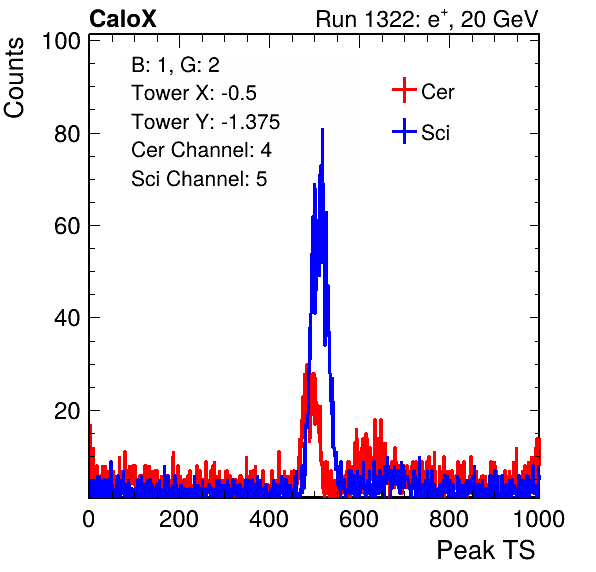 CaloX
Run 1322: e+, 20 GeV
Counts
100
80
60
40
20
B: 1, G: 2
Tower X: -0.5
Tower Y: -1.375
Cer Channel: 4
Sci Channel: 5
Cer
Sci
0 200 400 600 800 1000
Peak TS